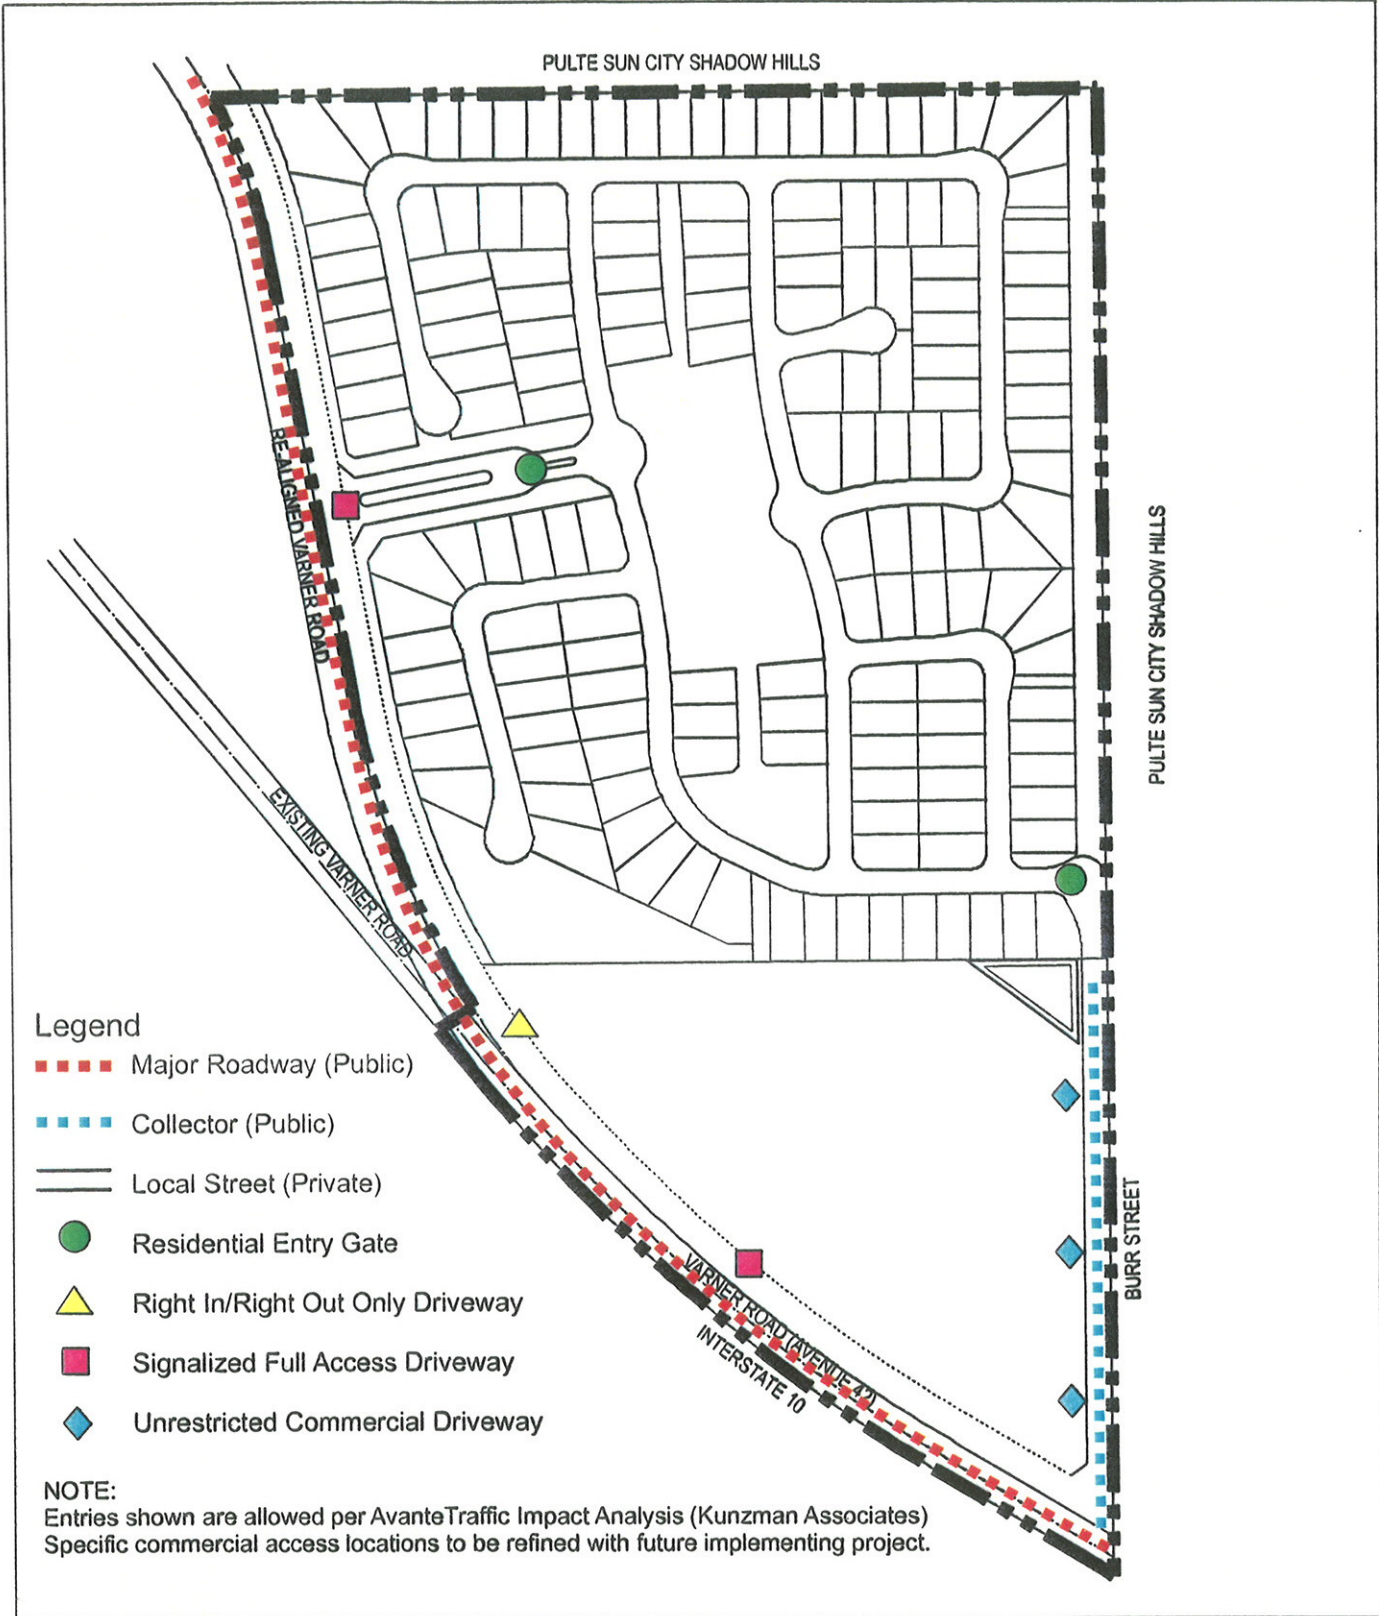 PULTE SUN CITY SHADOW HILLS
RE-ALIGNED VARNER ROAD
PULTE SUN CITY SHADOW HILLS
EXISTING VARNER ROAD
Legend
Major Roadway (Public)
Collector (Public)
Local Street (Private)
Residential Entry Gate
Right In/Right Out Only Driveway
Signalized Full Access Driveway
Unrestricted Commercial Driveway
BURR STREET
VARNER ROAD (AVENUE 42)
INTERSTATE 10
NOTE:
Entries shown are allowed per AvanteTraffic Impact Analysis (Kunzman Associates)
Specific commercial access locations to be refined with future implementing project.